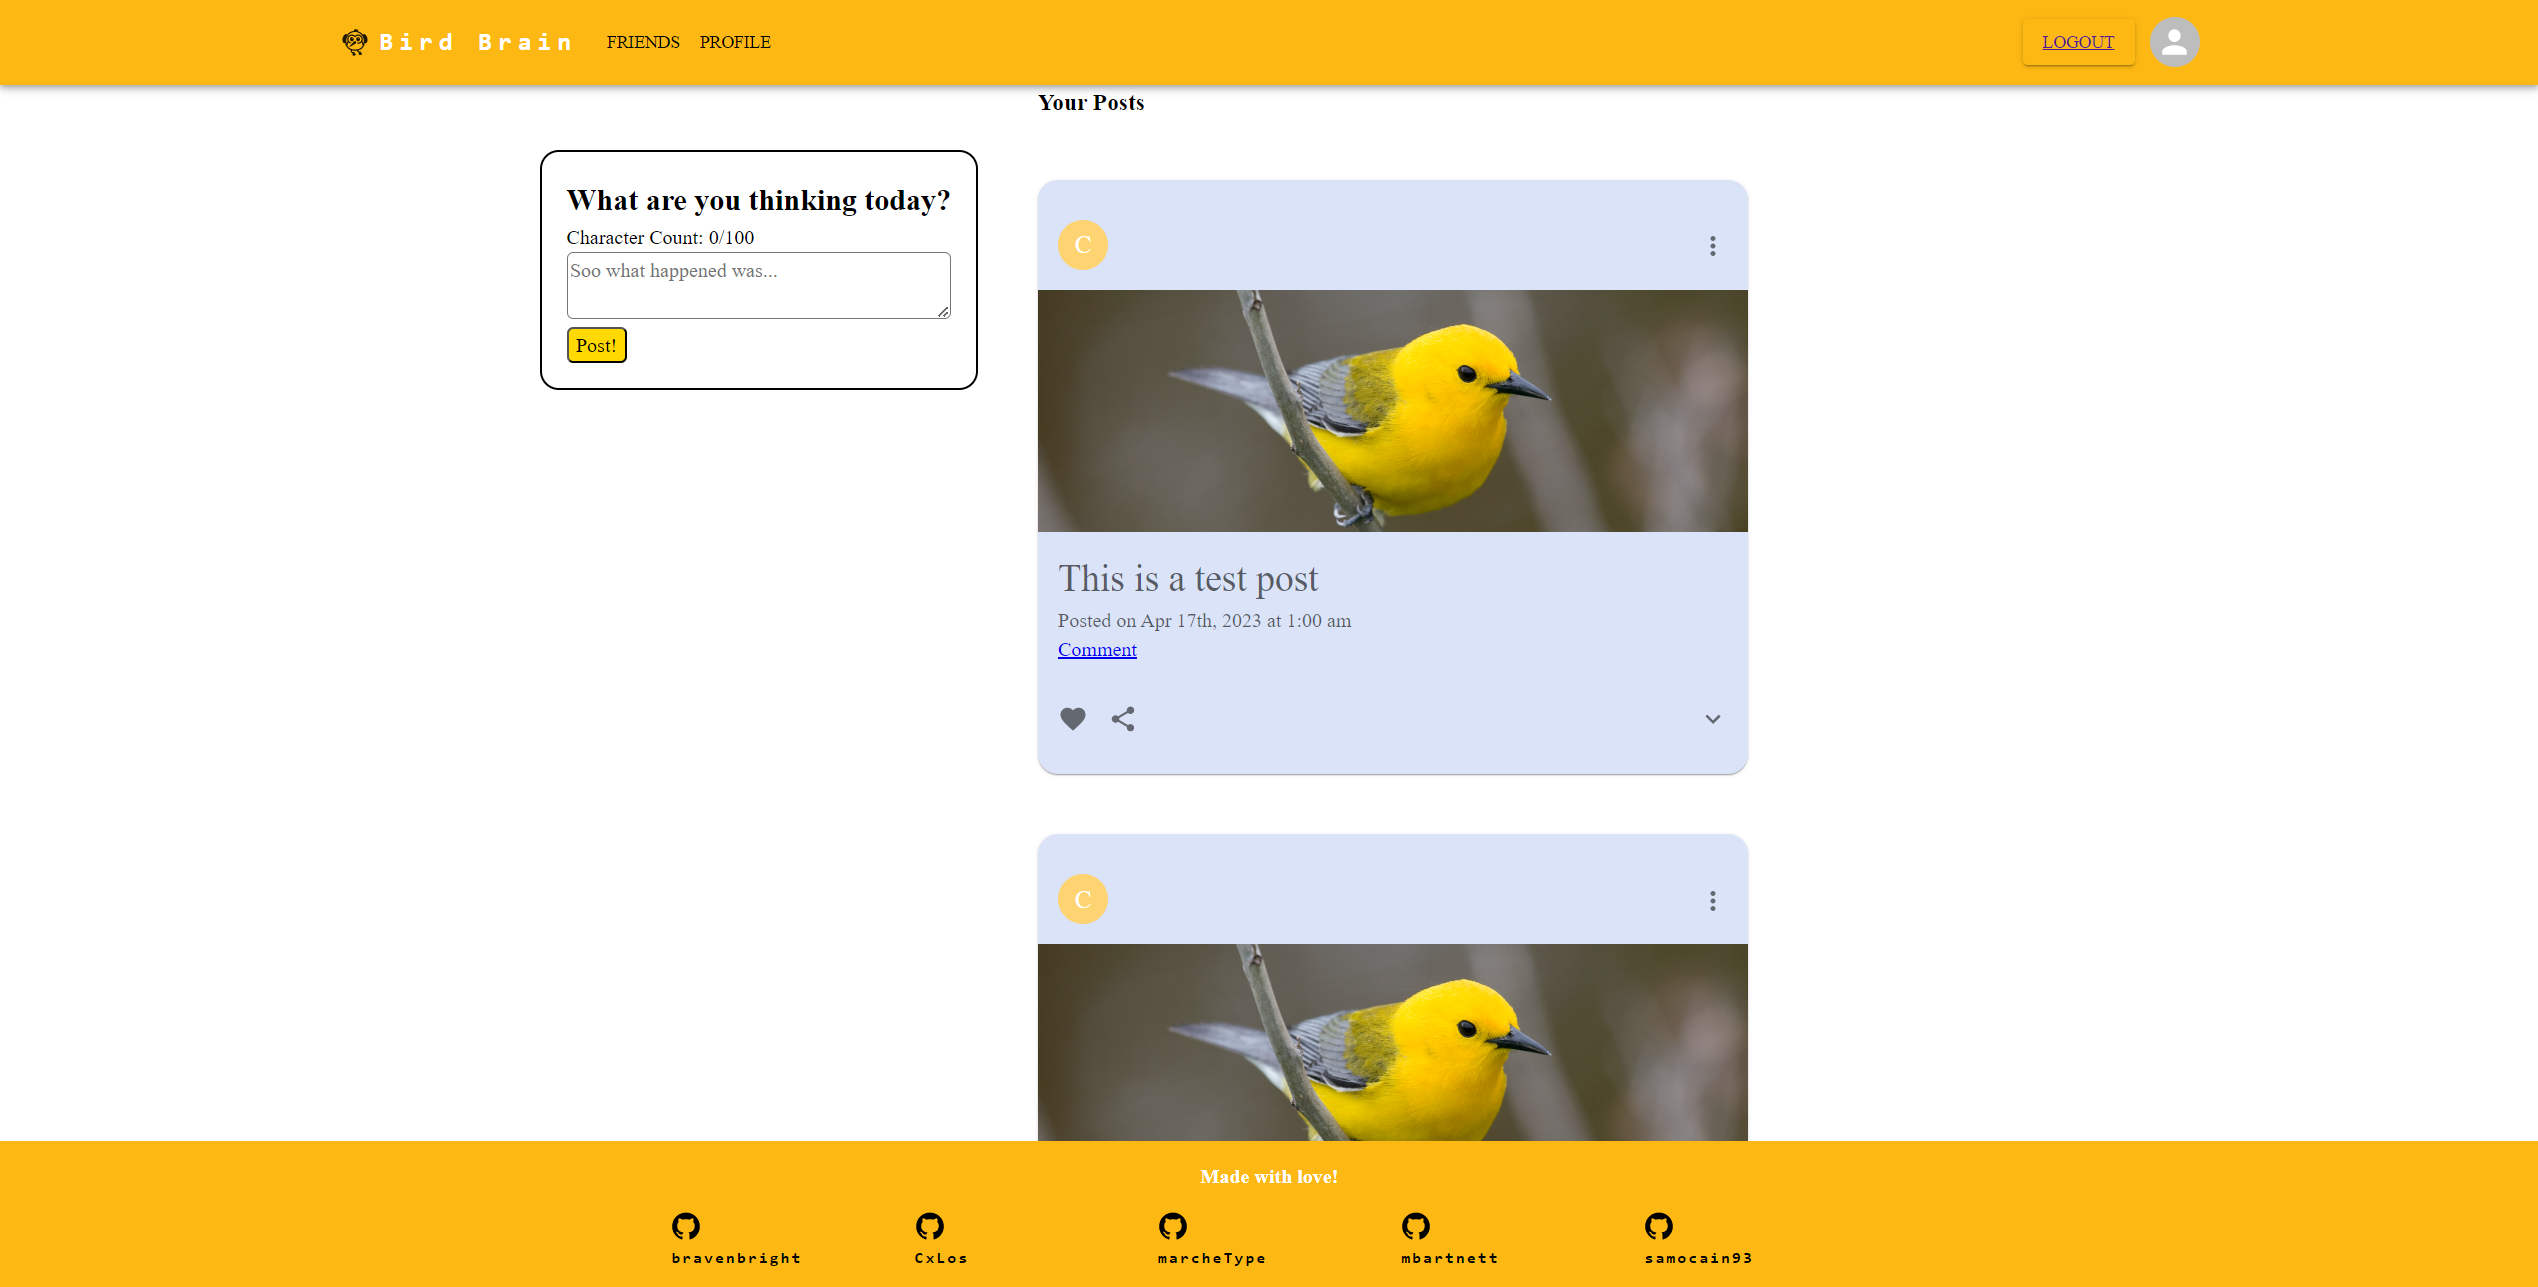 Bird Brain
FRIENDS
PROFILE
LOGOUT
Your Posts
What are you thinking today?
Character Count: 0/100
Soo what happened was...
Post!
C
This is a test post
Posted on Apr 17th, 2023 at 1:00 am
Comment
C
Made with love!
bravenbright
CxLos
marcheType
mbartnett
samocain93